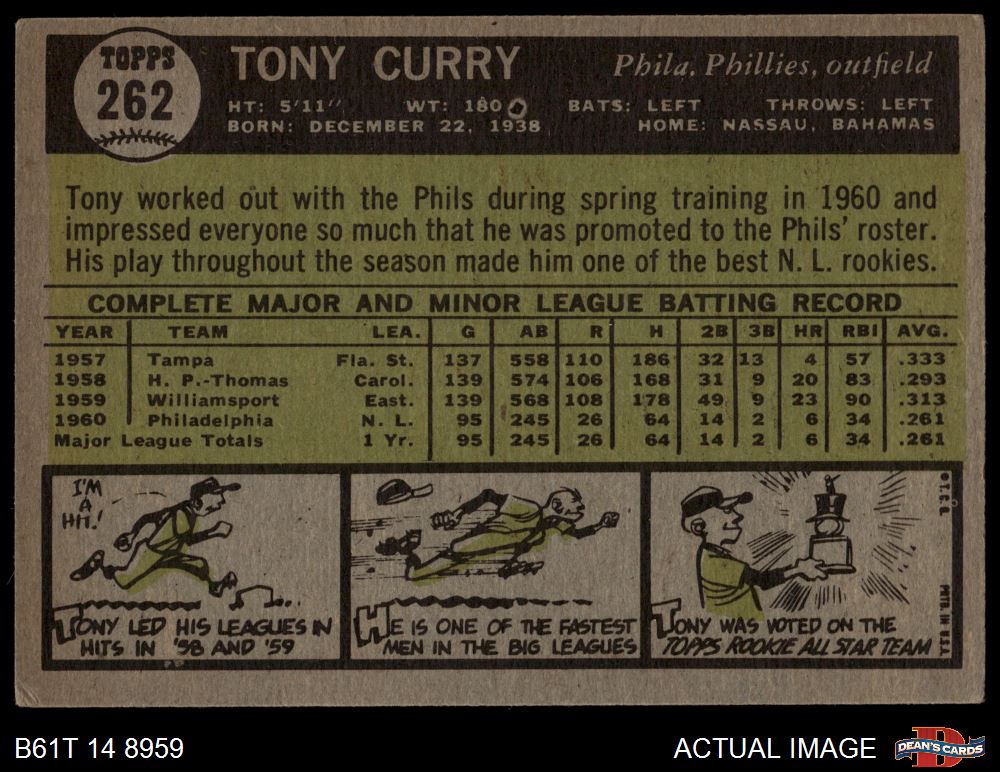 TOPPS
262
TONY CURRY
Phila. Phillies, outfield
HT: 5'11" WT: 180 BATS: LEFT THROWS: LEFT
BORN: DECEMBER 22, 1938 HOME: NASSAU, BAHAMAS
Tony worked out with the Phils during spring training in 1960 and
impressed everyone so much that he was promoted to the Phils' roster.
His play throughout the season made him one of the best N. L. rookies.
COMPLETE MAJOR AND MINOR LEAGUE BATTING RECORD
YEAR TEAM LEA. G AB R H 2B 3B HR RBI AVG.
1957 Tampa Fla. St. 137 558 110 186 32 13 4 57 .333
1958 H. P.-Thomas Carol. 139 574 106 168 31 9 20 83 .293
1959 Williamsport East. 139 568 108 178 49 9 23 90 .313
1960 Philadelphia N. L. 95 245 26 64 14 2 6 34 .261
Major League Totals 1 Yr. 95 245 26 64 14 2 6 34 .261
I'M
A
HIT!
TONY LED HIS LEAGUES IN
HITS IN '58 AND '59
HE IS ONE OF THE FASTEST
MEN IN THE BIG LEAGUES
TONY WAS VOTED ON THE
TOPPS ROOKIE ALL STAR TEAM
© T.C.G. PRTD. IN U.S.A.
B61T 14 8959
ACTUAL IMAGE
D
DEAN'S CARDS